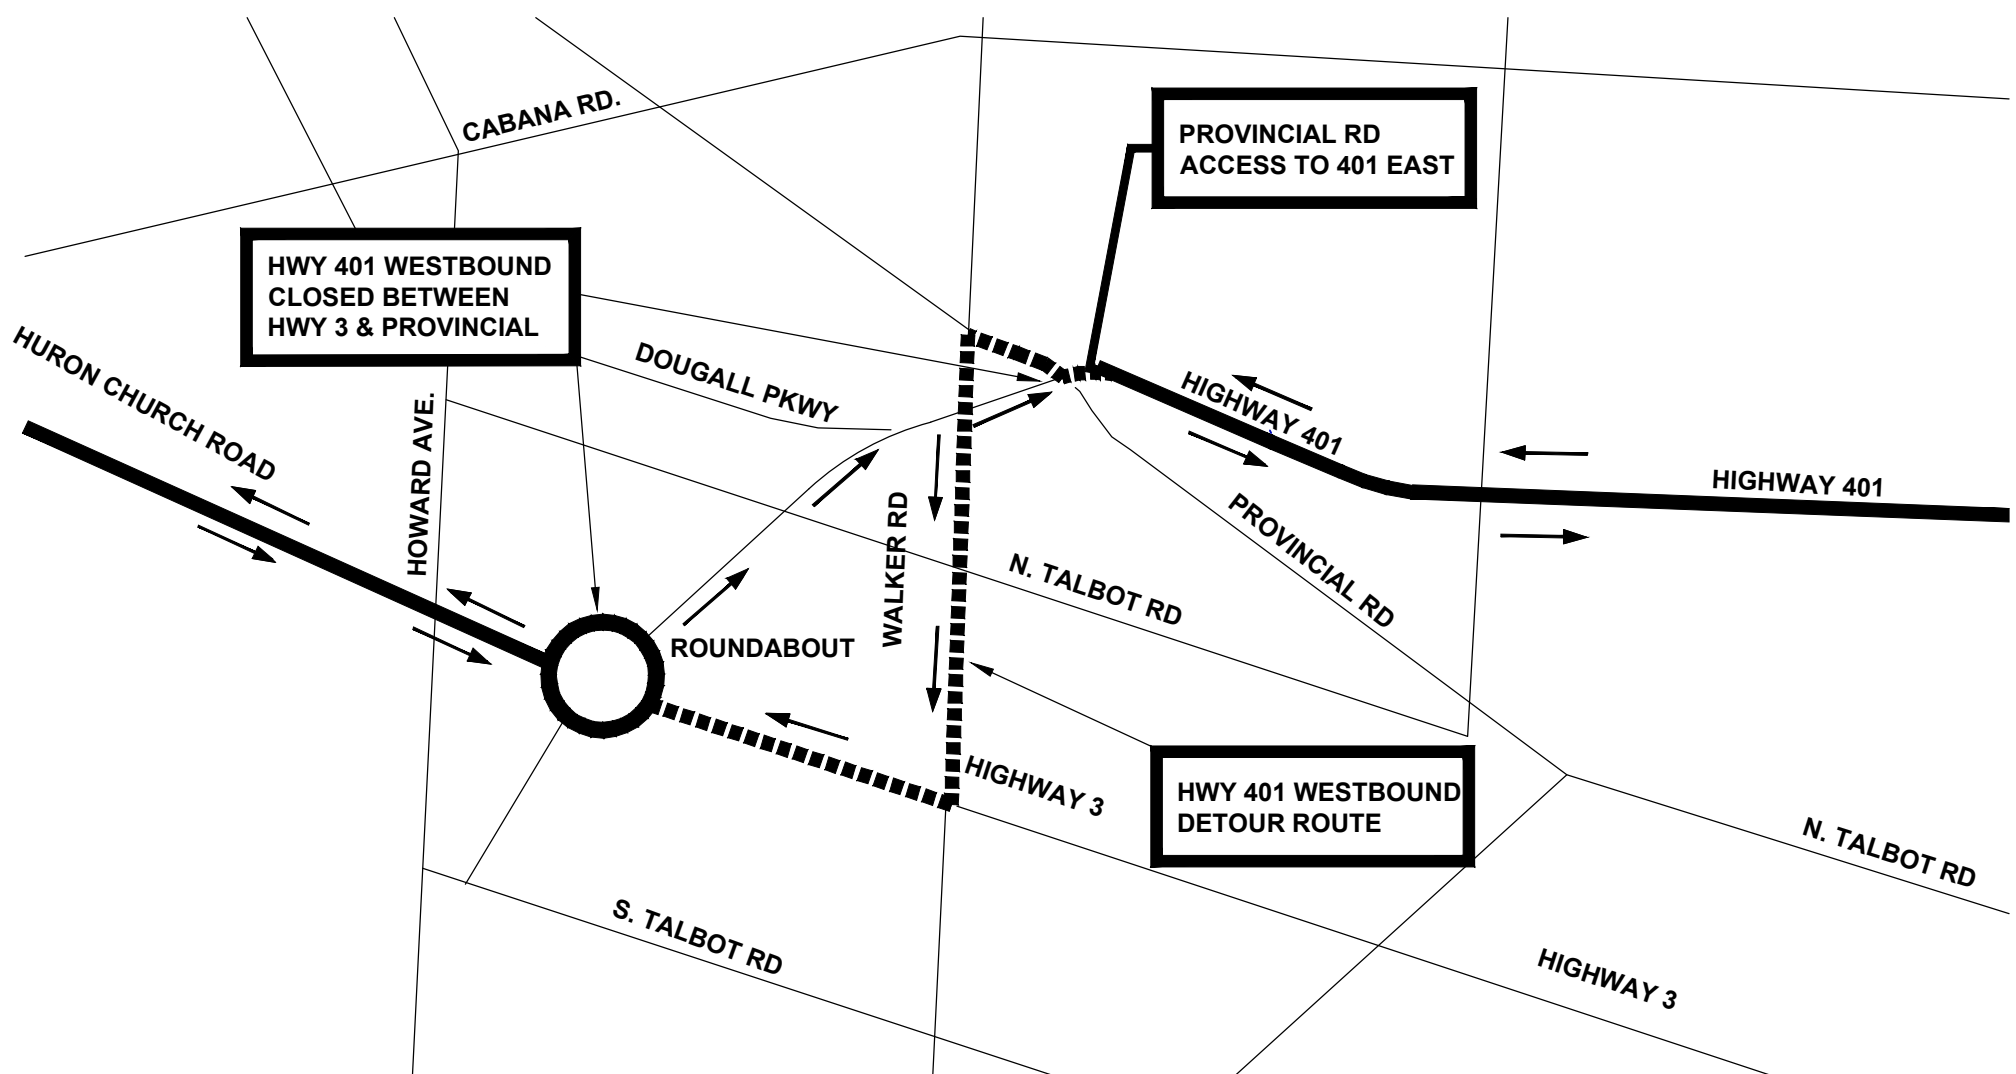 CABANA RD.
PROVINCIAL RD
ACCESS TO 401 EAST
HWY 401 WESTBOUND
CLOSED BETWEEN
HWY 3 & PROVINCIAL
HURON CHURCH ROAD
DOUGALL PKWY
HIGHWAY 401
HOWARD AVE.
HIGHWAY 401
WALKER RD
PROVINCIAL RD
N. TALBOT RD
ROUNDABOUT
HIGHWAY 3
HWY 401 WESTBOUND
DETOUR ROUTE
N. TALBOT RD
S. TALBOT RD
HIGHWAY 3